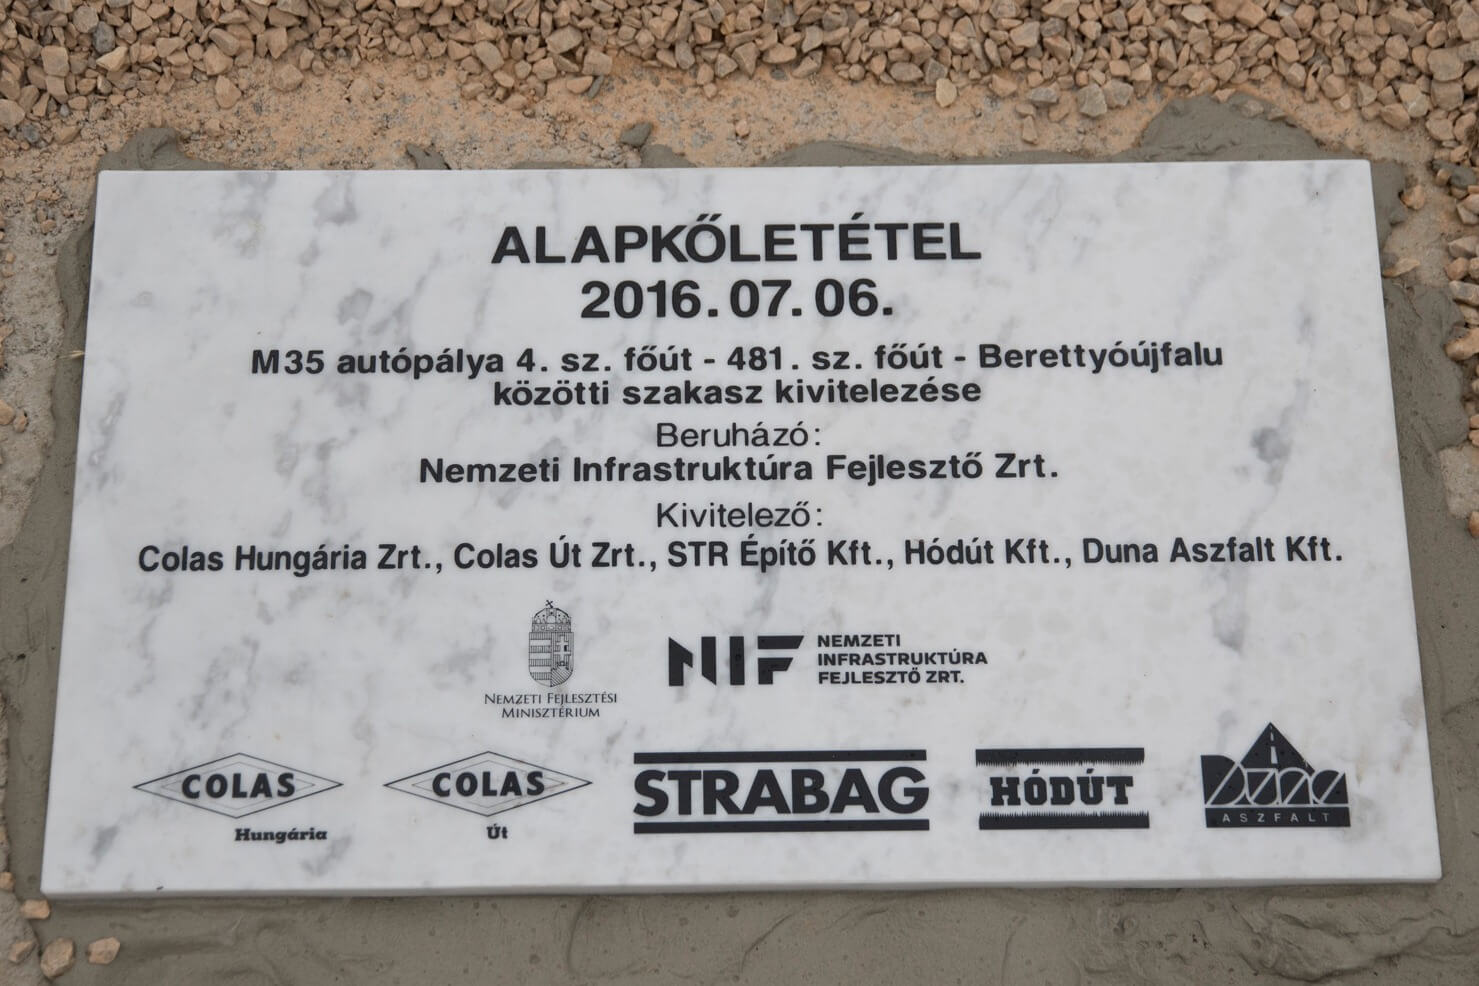 ALAPKŐLETÉTEL
2016. 07. 06.
M35 autópálya 4. sz. főút - 481. sz. főút - Berettyóújfalu
közötti szakasz kivitelezése
Beruházó:
Nemzeti Infrastruktúra Fejlesztő Zrt.
Kivitelező:
Colas Hungária Zrt., Colas Út Zrt., STR Építő Kft., Hódút Kft., Duna Aszfalt Kft.
NEMZETI FEJLESZTÉSI
MINISZTÉRIUM
NIF NEMZETI
INFRASTRUKTÚRA
FEJLESZTŐ ZRT.
COLAS
Hungária
COLAS
Út
STRABAG
HÓDÚT
Duna
ASZFALT